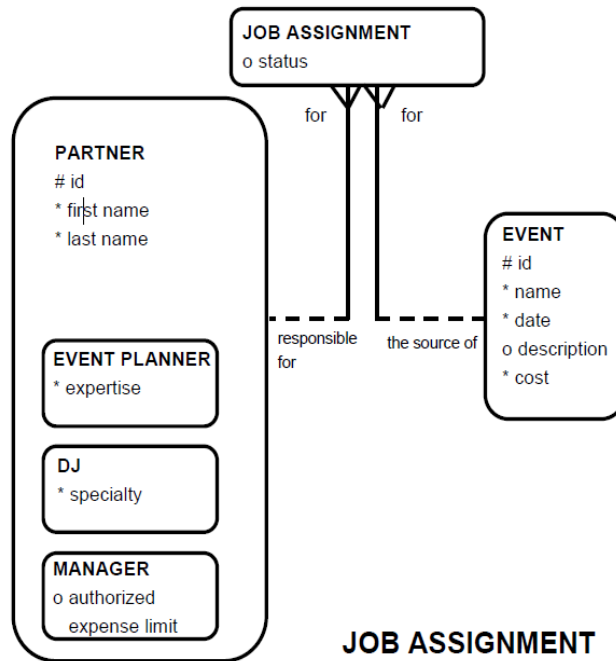 JOB ASSIGNMENT
o status
for
for
PARTNER
# id
* first name
* last name
EVENT
# id
* name
* date
o description
* cost
responsible
for
the source of
EVENT PLANNER
* expertise
DJ
* specialty
MANAGER
o authorized
expense limit
JOB ASSIGNMENT